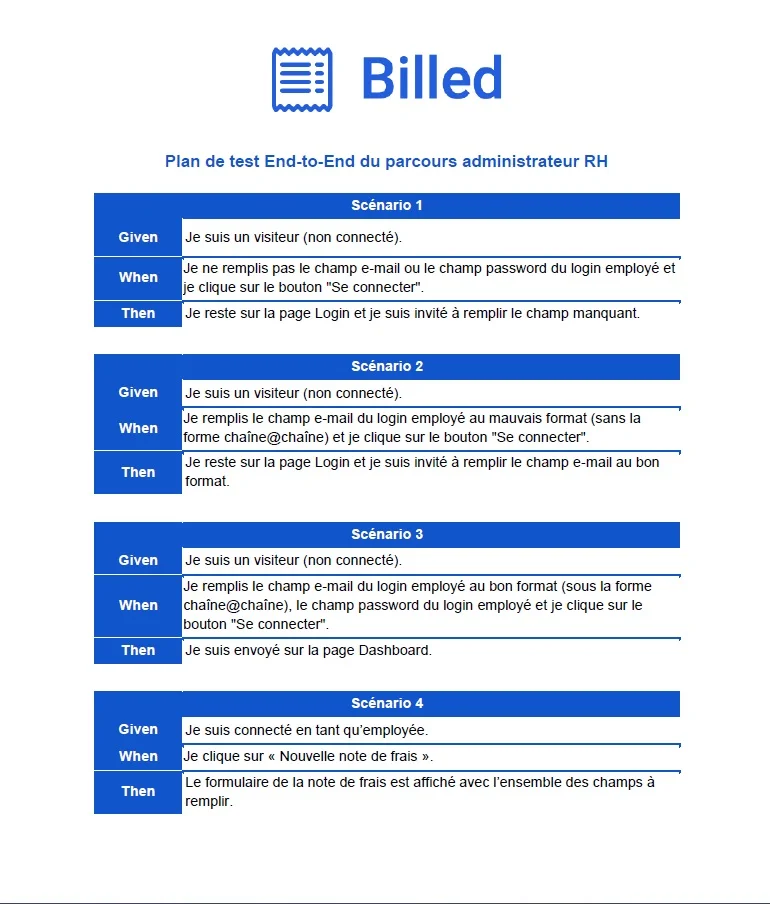 Billed
Plan de test End-to-End du parcours administrateur RH
Scénario 1
Given
Je suis un visiteur (non connecté).
When
Je ne remplis pas le champ e-mail ou le champ password du login employé et
je clique sur le bouton "Se connecter".
Then
Je reste sur la page Login et je suis invité à remplir le champ manquant.
Scénario 2
Given
Je suis un visiteur (non connecté).
When
Je remplis le champ e-mail du login employé au mauvais format (sans la
forme chaîne@chaîne) et je clique sur le bouton "Se connecter".
Then
Je reste sur la page Login et je suis invité à remplir le champ e-mail au bon
format.
Scénario 3
Given
Je suis un visiteur (non connecté).
When
Je remplis le champ e-mail du login employé au bon format (sous la forme
chaîne@chaîne), le champ password du login employé et je clique sur le
bouton "Se connecter".
Then
Je suis envoyé sur la page Dashboard.
Scénario 4
Given
Je suis connecté en tant qu’employée.
When
Je clique sur « Nouvelle note de frais ».
Then
Le formulaire de la note de frais est affiché avec l’ensemble des champs à
remplir.